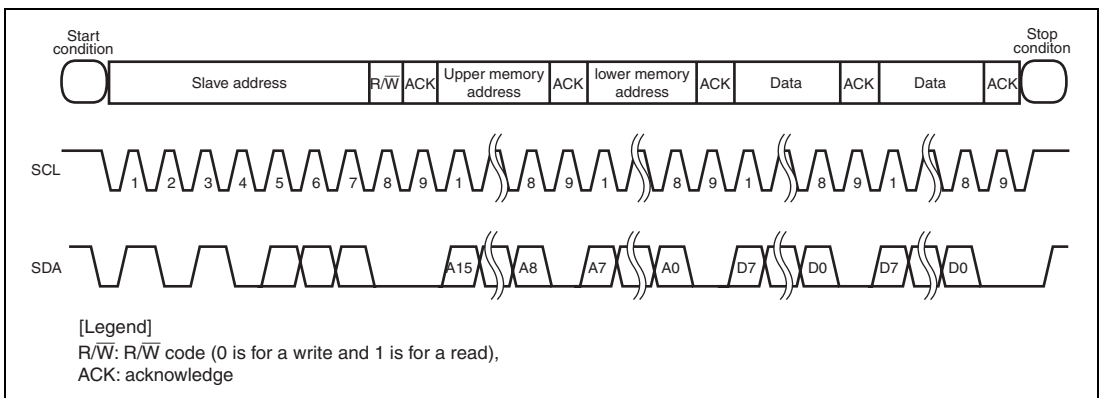 Start
condition
Stop
conditon
Slave address
R/W̅
ACK
Upper memory
address
ACK
lower memory
address
ACK
Data
ACK
Data
ACK
SCL
1 2 3 4 5 6 7 8 9 1 8 9 1 8 9 1 8 9 1 8 9
SDA
A15 A8 A7 A0 D7 D0 D7 D0
[Legend]
R/W̅: R/W̅ code (0 is for a write and 1 is for a read),
ACK: acknowledge